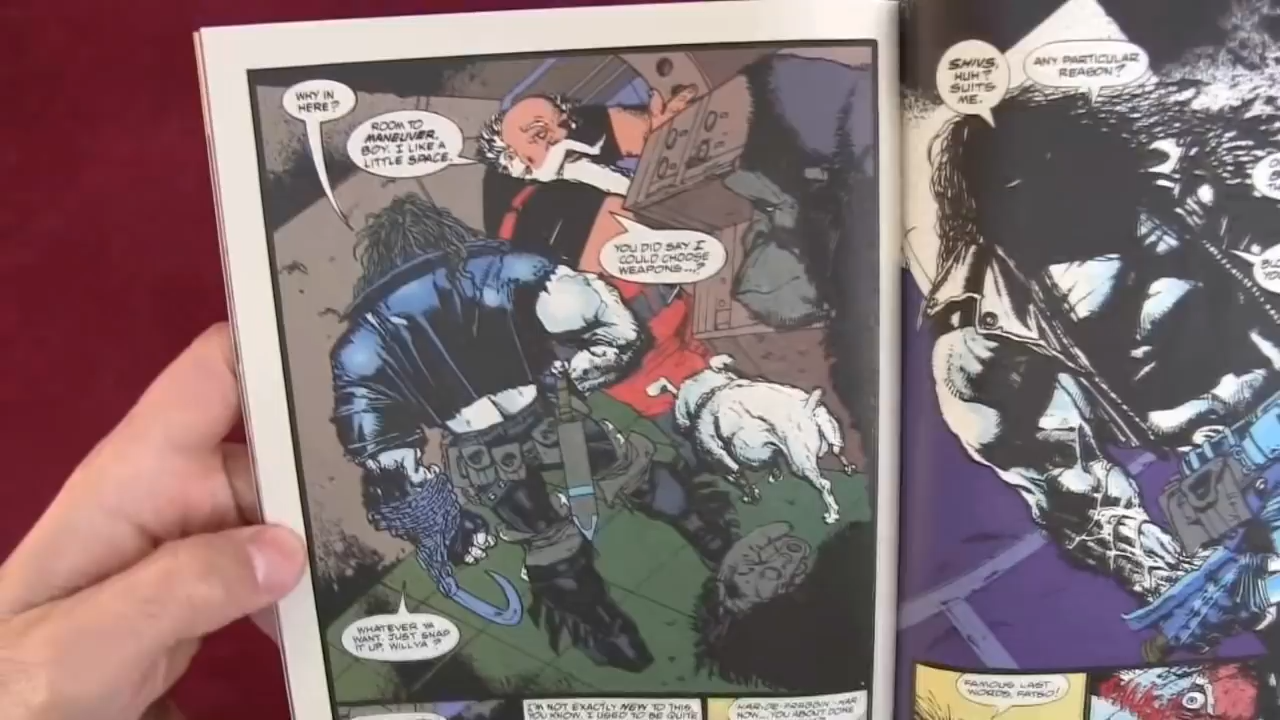 WHY IN
HERE?
ROOM TO
MANEUVER,
BOY. I LIKE A
LITTLE SPACE.
YOU DID SAY I
COULD CHOOSE
WEAPONS...?
WHATEVER YA
WANT. JUST SNAP
IT UP, WILLYA?
I'M NOT EXACTLY NEW TO THIS,
YOU KNOW. I USED TO BE QUITE
HAR-DE-FRAGGIN'-HAR
NOW... YOU ABOUT DONE
SHIVS,
HUH?
SUITS
ME.
ANY PARTICULAR
REASON?
FAMOUS LAST
WORDS, FATSO!